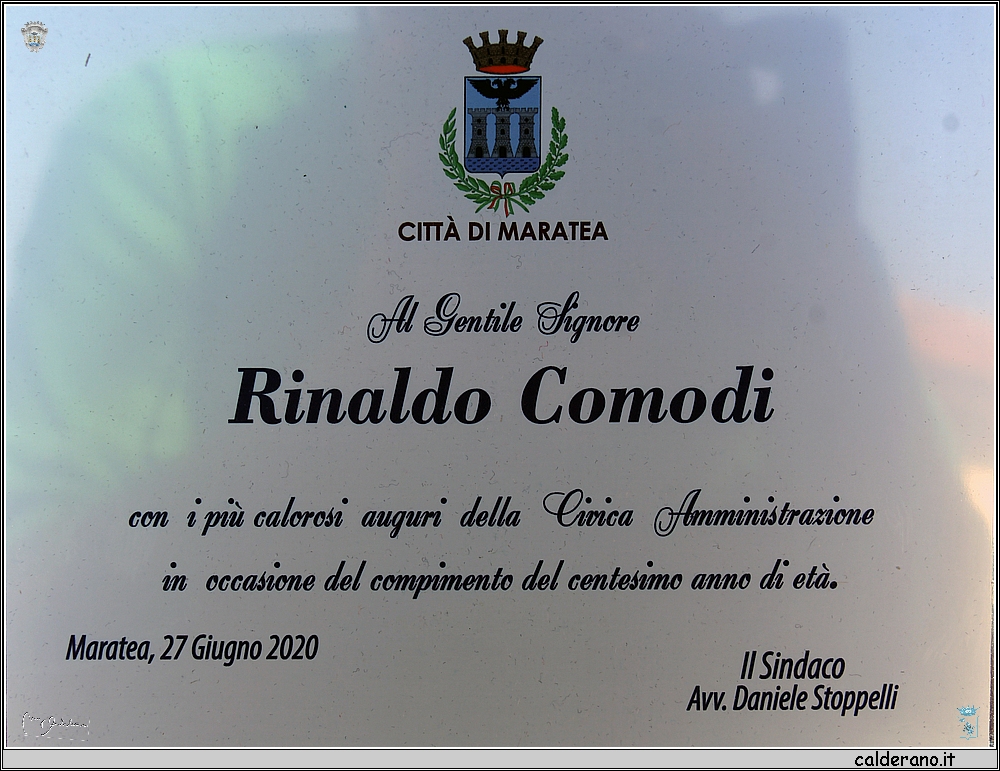 CITTÀ DI MARATEA
Al Gentile Signore
Rinaldo Comodi
con i più calorosi auguri della Civica Amministrazione
in occasione del compimento del centesimo anno di età.
Maratea, 27 Giugno 2020
Il Sindaco
Avv. Daniele Stoppelli
calderano.it